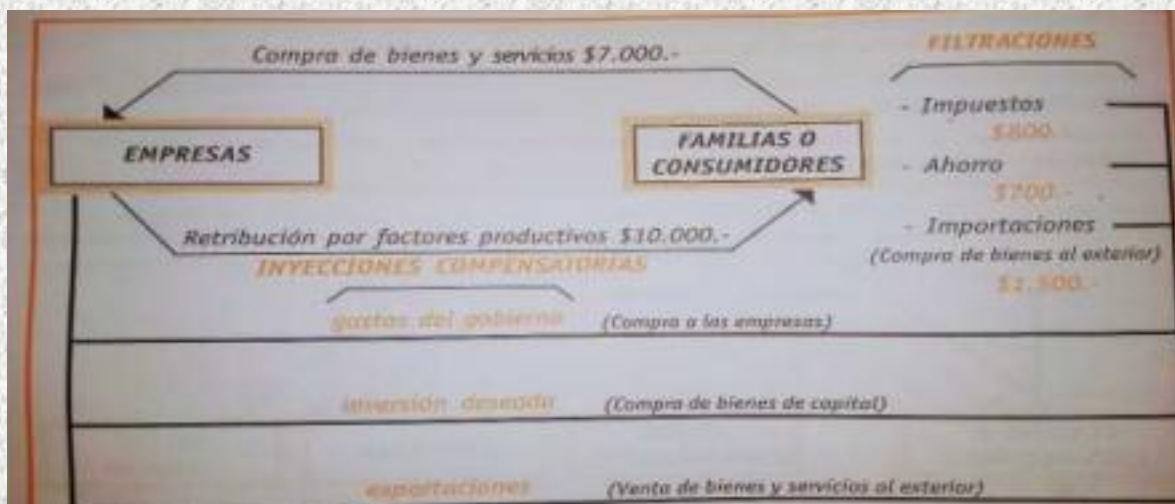 Compra de bienes y servicios $7.000.-
FILTRACIONES
EMPRESAS
FAMILIAS O
CONSUMIDORES
- Impuestos
$800.-
- Ahorro
$700.-
- Importaciones
(Compra de bienes al exterior)
$1.500.-
Retribución por factores productivos $10.000.-
INYECCIONES COMPENSATORIAS
gastos del gobierno (Compra a las empresas)
inversión deseada (Compra de bienes de capital)
exportaciones (Venta de bienes y servicios al exterior)